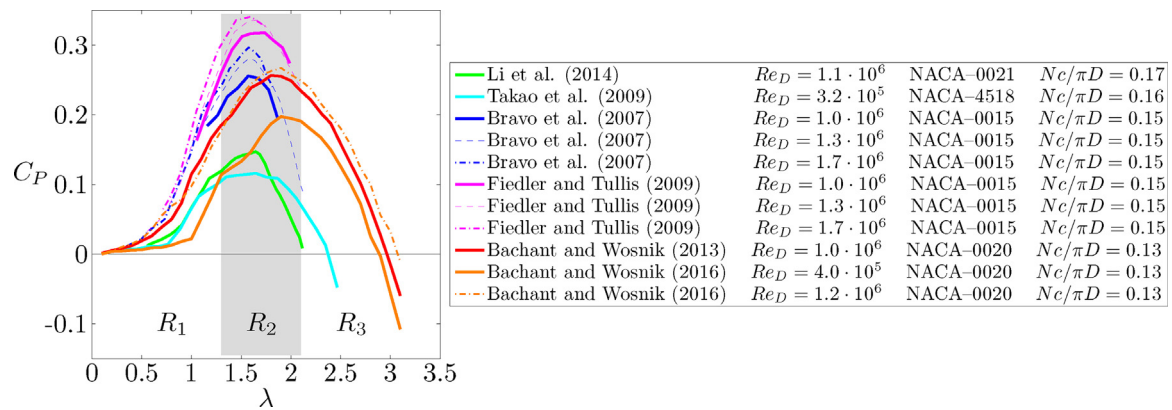 0.3
0.2
0.1
0
-0.1
C_P
R_1 R_2 R_3
0 0.5 1 1.5 2 2.5 3 3.5
λ
Li et al. (2014) Re_D = 1.1 · 10^6 NACA–0021 Nc/πD = 0.17
Takao et al. (2009) Re_D = 3.2 · 10^5 NACA–4518 Nc/πD = 0.16
Bravo et al. (2007) Re_D = 1.0 · 10^6 NACA–0015 Nc/πD = 0.15
Bravo et al. (2007) Re_D = 1.3 · 10^6 NACA–0015 Nc/πD = 0.15
Bravo et al. (2007) Re_D = 1.7 · 10^6 NACA–0015 Nc/πD = 0.15
Fiedler and Tullis (2009) Re_D = 1.0 · 10^6 NACA–0015 Nc/πD = 0.15
Fiedler and Tullis (2009) Re_D = 1.3 · 10^6 NACA–0015 Nc/πD = 0.15
Fiedler and Tullis (2009) Re_D = 1.7 · 10^6 NACA–0015 Nc/πD = 0.15
Bachant and Wosnik (2013) Re_D = 1.0 · 10^6 NACA–0020 Nc/πD = 0.13
Bachant and Wosnik (2016) Re_D = 4.0 · 10^5 NACA–0020 Nc/πD = 0.13
Bachant and Wosnik (2016) Re_D = 1.2 · 10^6 NACA–0020 Nc/πD = 0.13